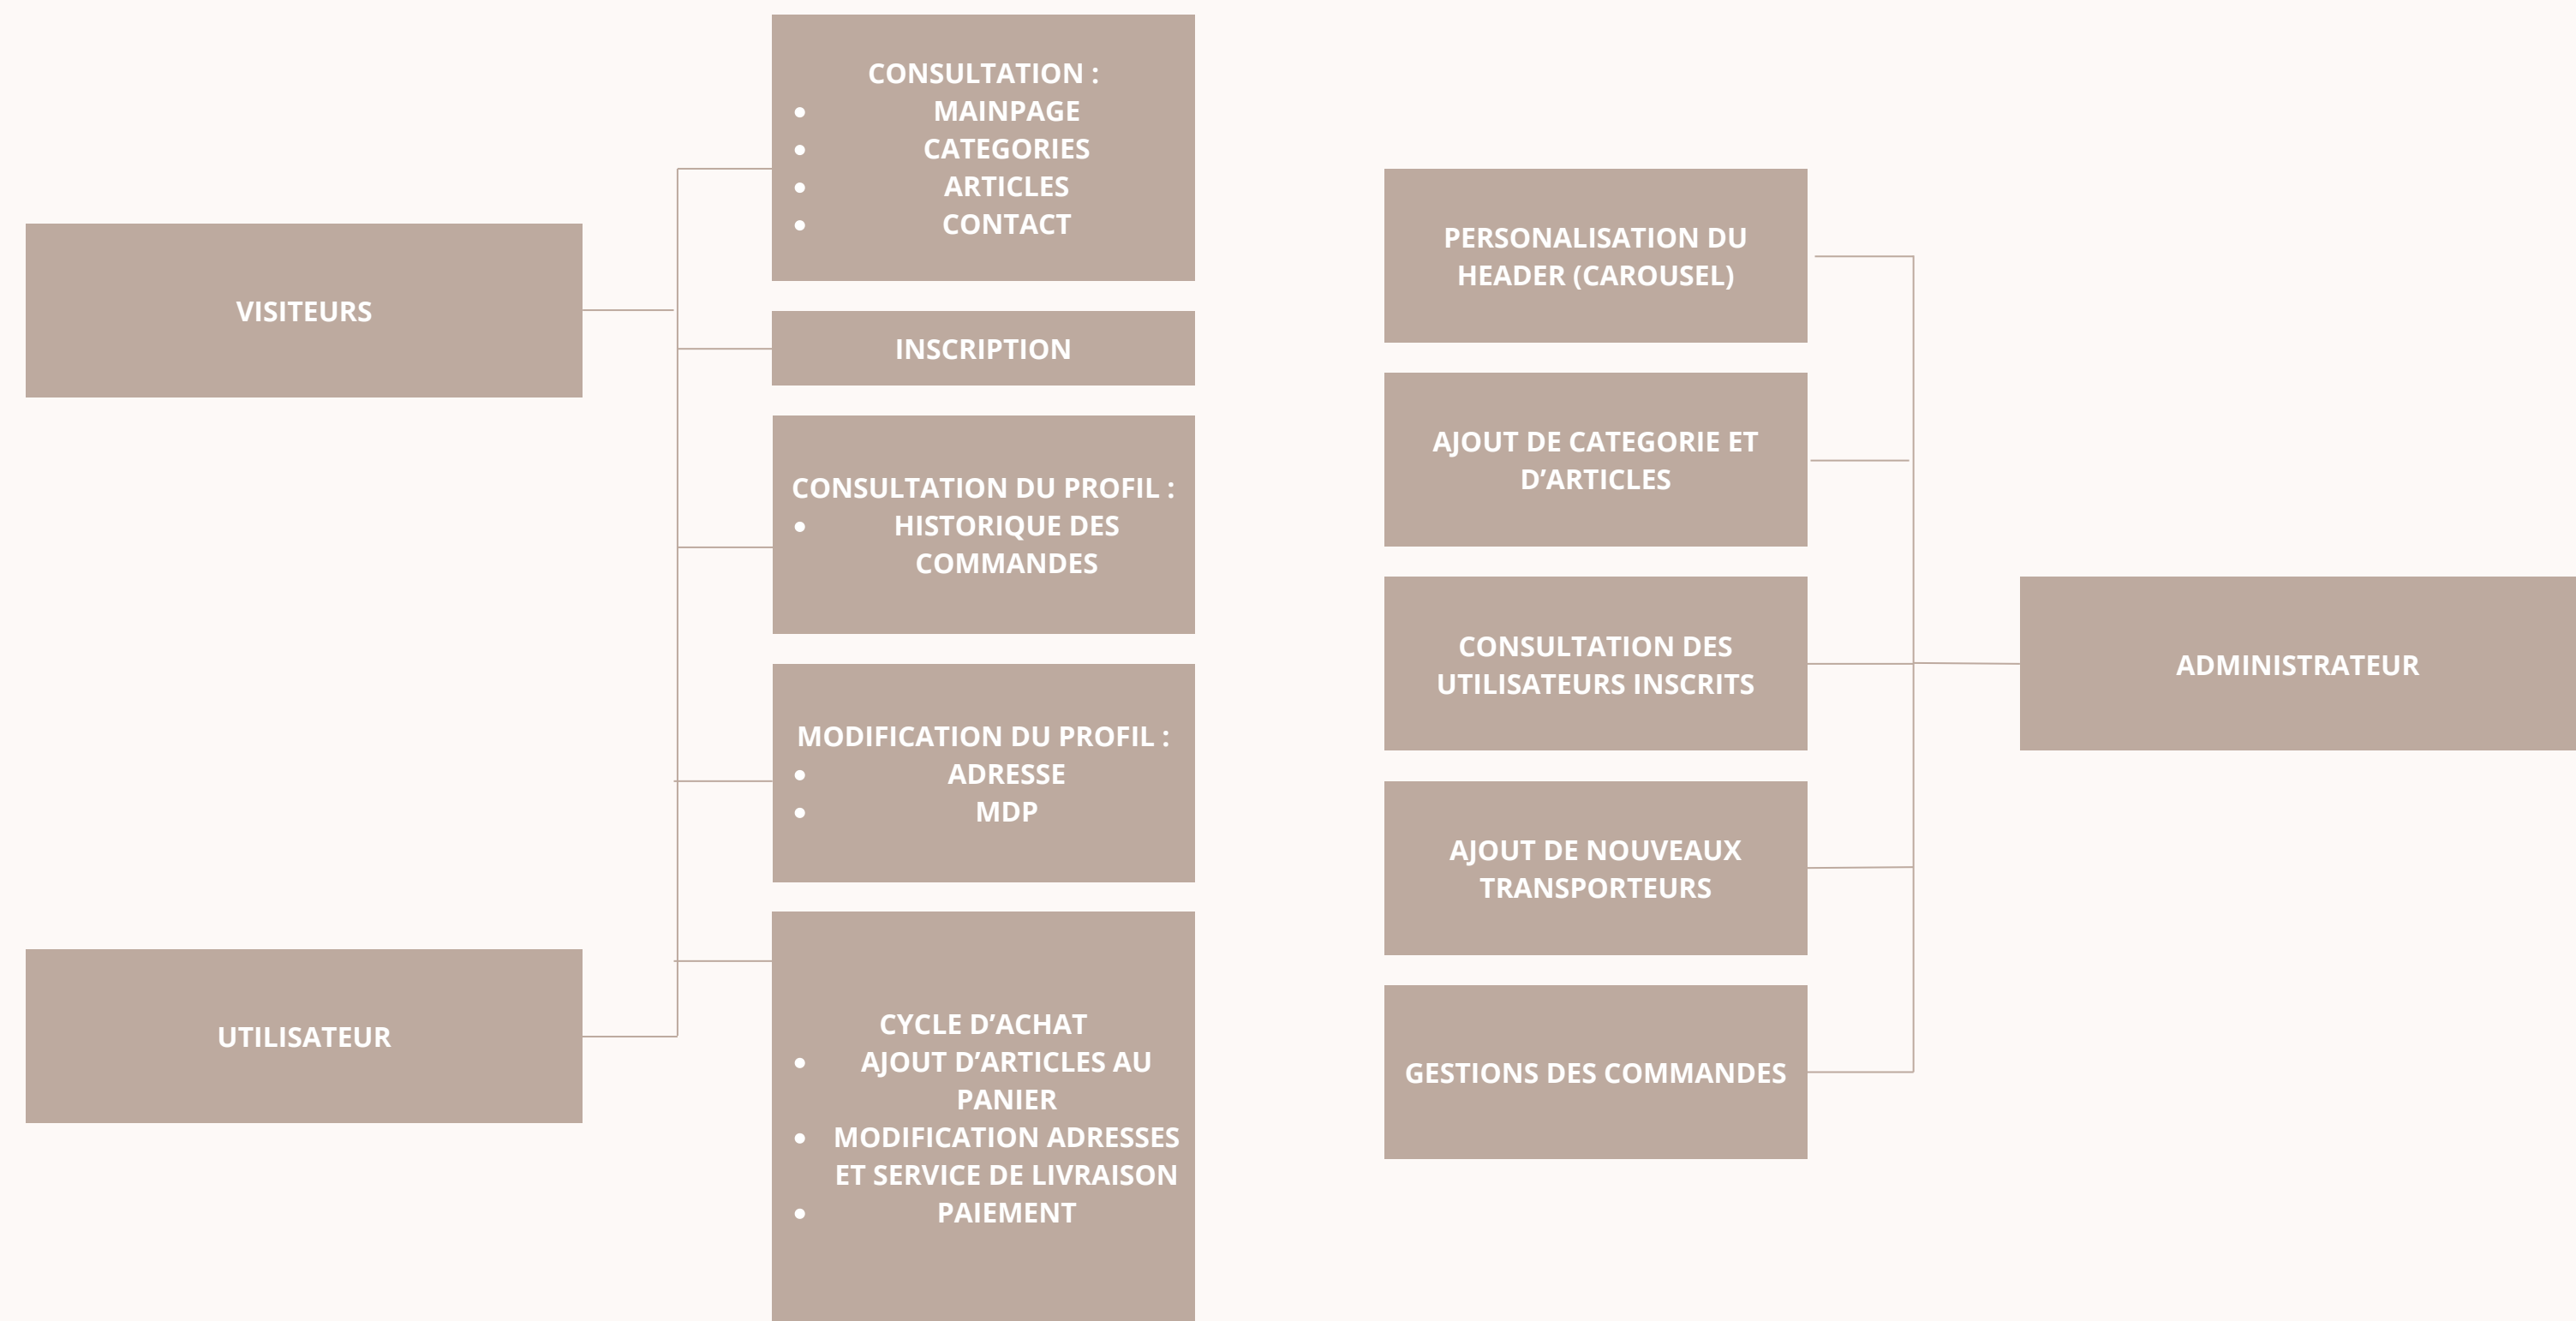 VISITEURS
UTILISATEUR
CONSULTATION :
• MAINPAGE
• CATEGORIES
• ARTICLES
• CONTACT
INSCRIPTION
CONSULTATION DU PROFIL :
• HISTORIQUE DES
COMMANDES
MODIFICATION DU PROFIL :
• ADRESSE
• MDP
CYCLE D’ACHAT
• AJOUT D’ARTICLES AU
PANIER
• MODIFICATION ADRESSES
ET SERVICE DE LIVRAISON
• PAIEMENT
PERSONALISATION DU
HEADER (CAROUSEL)
AJOUT DE CATEGORIE ET
D’ARTICLES
CONSULTATION DES
UTILISATEURS INSCRITS
AJOUT DE NOUVEAUX
TRANSPORTEURS
GESTIONS DES COMMANDES
ADMINISTRATEUR